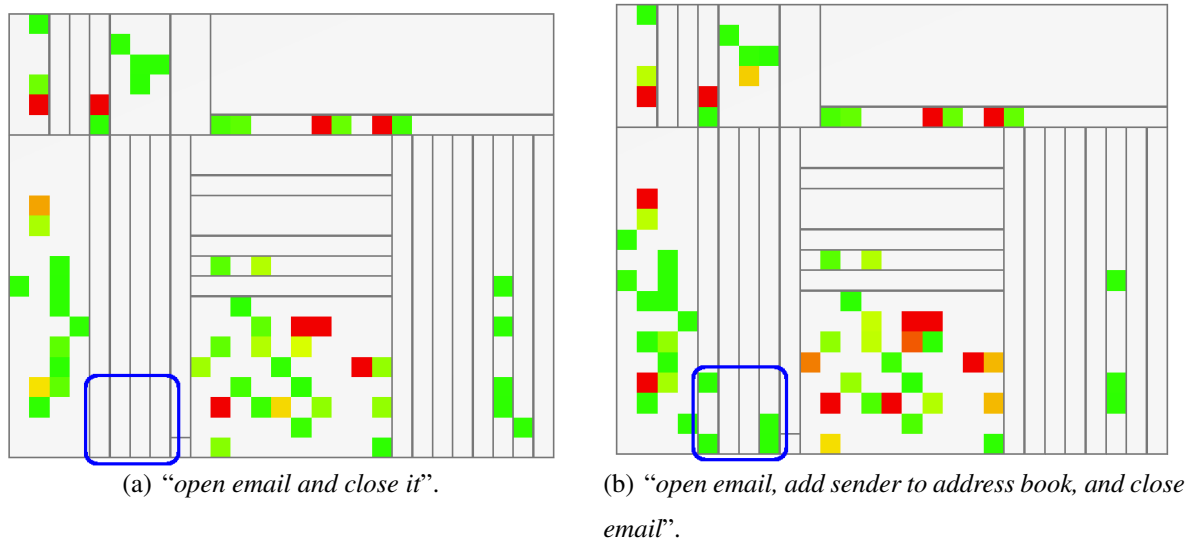 (a) “open email and close it”.
(b) “open email, add sender to address book, and close
email”.